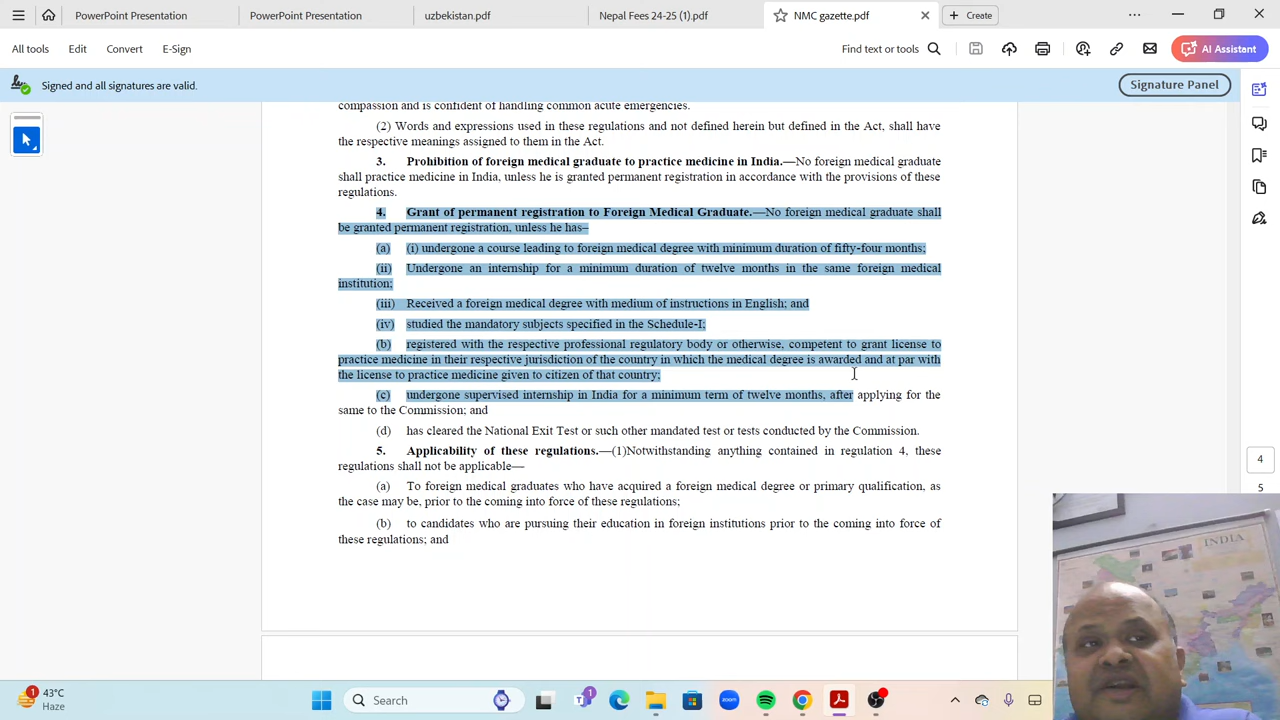 PowerPoint Presentation
PowerPoint Presentation
uzbekistan.pdf
Nepal Fees 24-25 (1).pdf
NMC gazette.pdf
Create
All tools
Edit
Convert
E-Sign
Find text or tools
AI Assistant
Signed and all signatures are valid.
Signature Panel
compassion and is confident of handling common acute emergencies.
(2) Words and expressions used in these regulations and not defined herein but defined in the Act, shall have
the respective meanings assigned to them in the Act.
3. Prohibition of foreign medical graduate to practice medicine in India.—No foreign medical graduate
shall practice medicine in India, unless he is granted permanent registration in accordance with the provisions of these
regulations.
4. Grant of permanent registration to Foreign Medical Graduate.—No foreign medical graduate shall
be granted permanent registration, unless he has–
(a) (i) undergone a course leading to foreign medical degree with minimum duration of fifty-four months;
(ii) Undergone an internship for a minimum duration of twelve months in the same foreign medical
institution;
(iii) Received a foreign medical degree with medium of instructions in English; and
(iv) studied the mandatory subjects specified in the Schedule-I;
(b) registered with the respective professional regulatory body or otherwise, competent to grant license to
practice medicine in their respective jurisdiction of the country in which the medical degree is awarded and at par with
the license to practice medicine given to citizen of that country;
(c) undergone supervised internship in India for a minimum term of twelve months, after applying for the
same to the Commission; and
(d) has cleared the National Exit Test or such other mandated test or tests conducted by the Commission.
5. Applicability of these regulations.—(1)Notwithstanding anything contained in regulation 4, these
regulations shall not be applicable—
(a) To foreign medical graduates who have acquired a foreign medical degree or primary qualification, as
the case may be, prior to the coming into force of these regulations;
(b) to candidates who are pursuing their education in foreign institutions prior to the coming into force of
these regulations; and
4
5
INDIA
1
43°C
Haze
Search
1
zoom